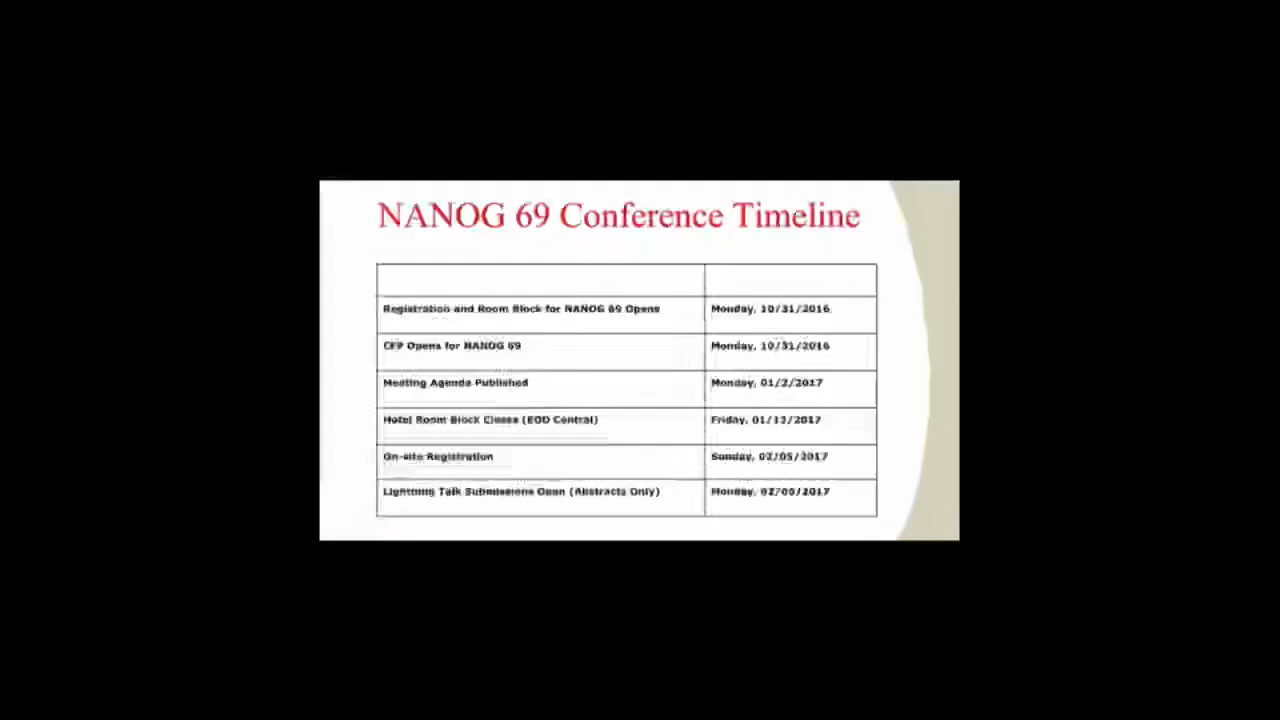 NANOG 69 Conference Timeline
Registration and Room Block for NANOG 69 Opens Monday, 10/31/2016
CFP Opens for NANOG 69 Monday, 10/31/2016
Meeting Agenda Published Monday, 01/2/2017
Hotel Room Block Closes (EOD Central) Friday, 01/13/2017
On-site Registration Sunday, 02/05/2017
Lightning Talk Submissions Open (Abstracts Only) Monday, 02/06/2017